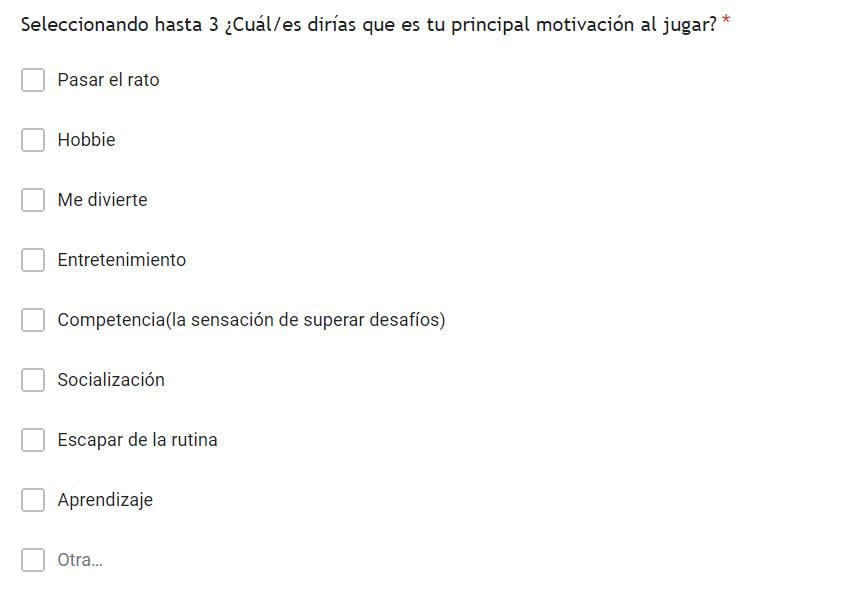 Seleccionando hasta 3 ¿Cuál/es dirías que es tu principal motivación al jugar? *
Pasar el rato
Hobbie
Me divierte
Entretenimiento
Competencia(la sensación de superar desafíos)
Socialización
Escapar de la rutina
Aprendizaje
Otra...